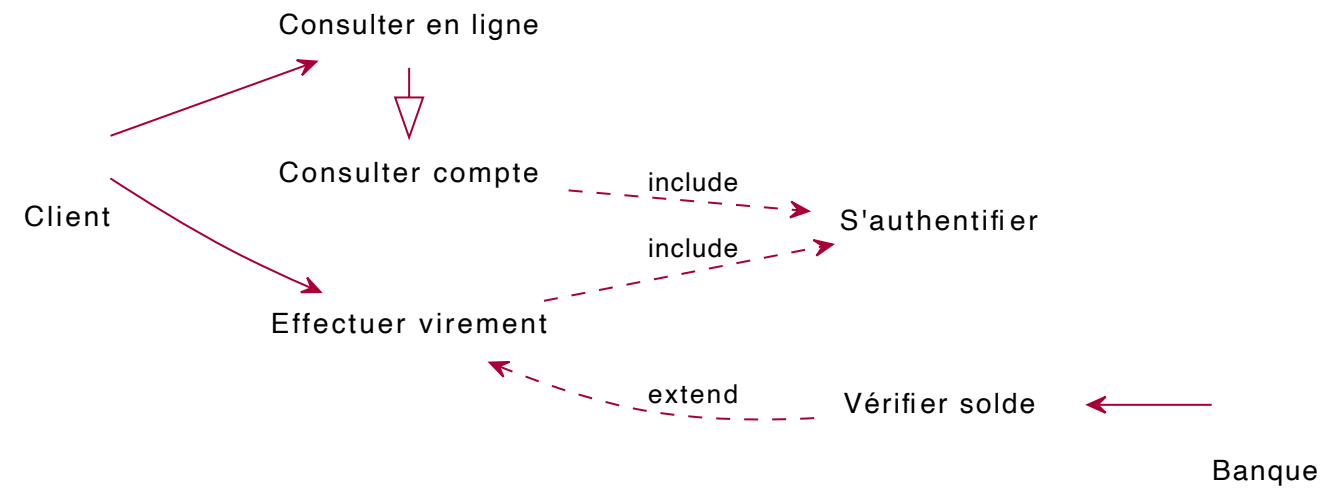 Consulter en ligne
Consulter compte
include
Client
S'authentifier
include
Effectuer virement
extend
Vérifier solde
Banque